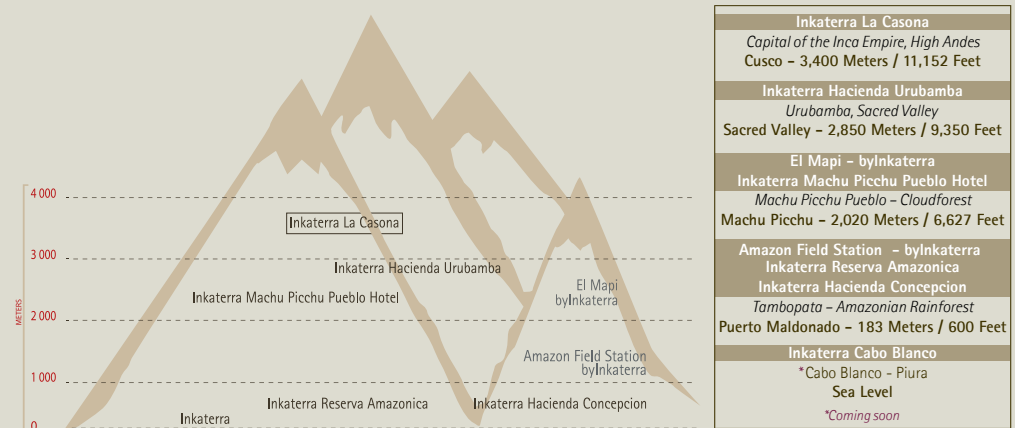 4 000
3 000
2 000
1 000
0
METERS
Inkaterra La Casona
Inkaterra Hacienda Urubamba
Inkaterra Machu Picchu Pueblo Hotel
El Mapi
byInkaterra
Amazon Field Station
byInkaterra
Inkaterra Reserva Amazonica
Inkaterra Hacienda Concepcion
Inkaterra
Inkaterra La Casona
Capital of the Inca Empire, High Andes
Cusco - 3,400 Meters / 11,152 Feet
Inkaterra Hacienda Urubamba
Urubamba, Sacred Valley
Sacred Valley - 2,850 Meters / 9,350 Feet
El Mapi - byInkaterra
Inkaterra Machu Picchu Pueblo Hotel
Machu Picchu Pueblo - Cloudforest
Machu Picchu - 2,020 Meters / 6,627 Feet
Amazon Field Station - byInkaterra
Inkaterra Reserva Amazonica
Inkaterra Hacienda Concepcion
Tambopata - Amazonian Rainforest
Puerto Maldonado - 183 Meters / 600 Feet
Inkaterra Cabo Blanco
*Cabo Blanco - Piura
Sea Level
*Coming soon